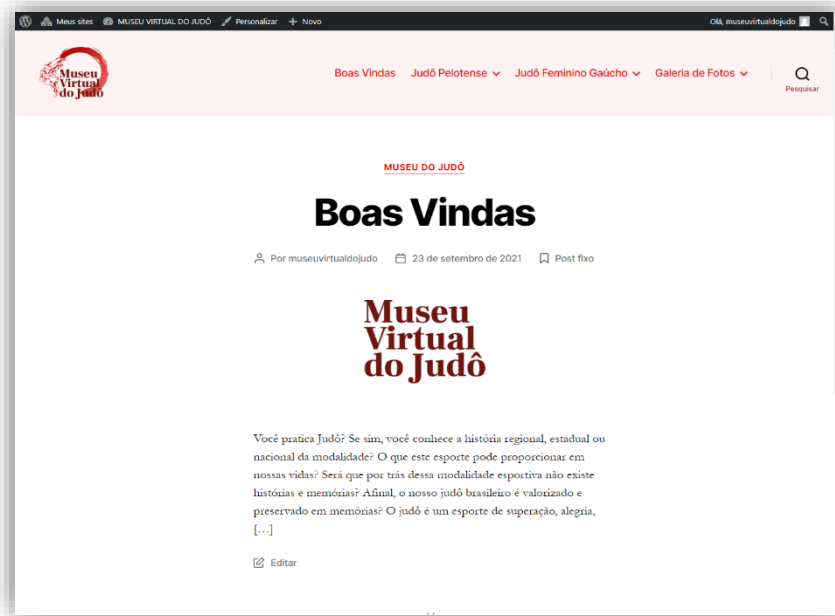 Meus sites MUSEU VIRTUAL DO JUDÔ Personalizar + Novo Olá, museuvirtualdojudo
Museu
Virtual
do Judô
Boas Vindas Judô Pelotense Judô Feminino Gaúcho Galeria de Fotos
Pesquisar
MUSEU DO JUDÔ
Boas Vindas
Por museuvirtualdojudo 23 de setembro de 2021 Post fixo
Museu
Virtual
do Judô
Você pratica Judô? Se sim, você conhece a história regional, estadual ou
nacional da modalidade? O que este esporte pode proporcionar em
nossas vidas? Será que por trás dessa modalidade esportiva não existe
histórias e memórias? Afinal, o nosso judô brasileiro é valorizado e
preservado em memórias? O judô é um esporte de superação, alegria,
[…]
Editar